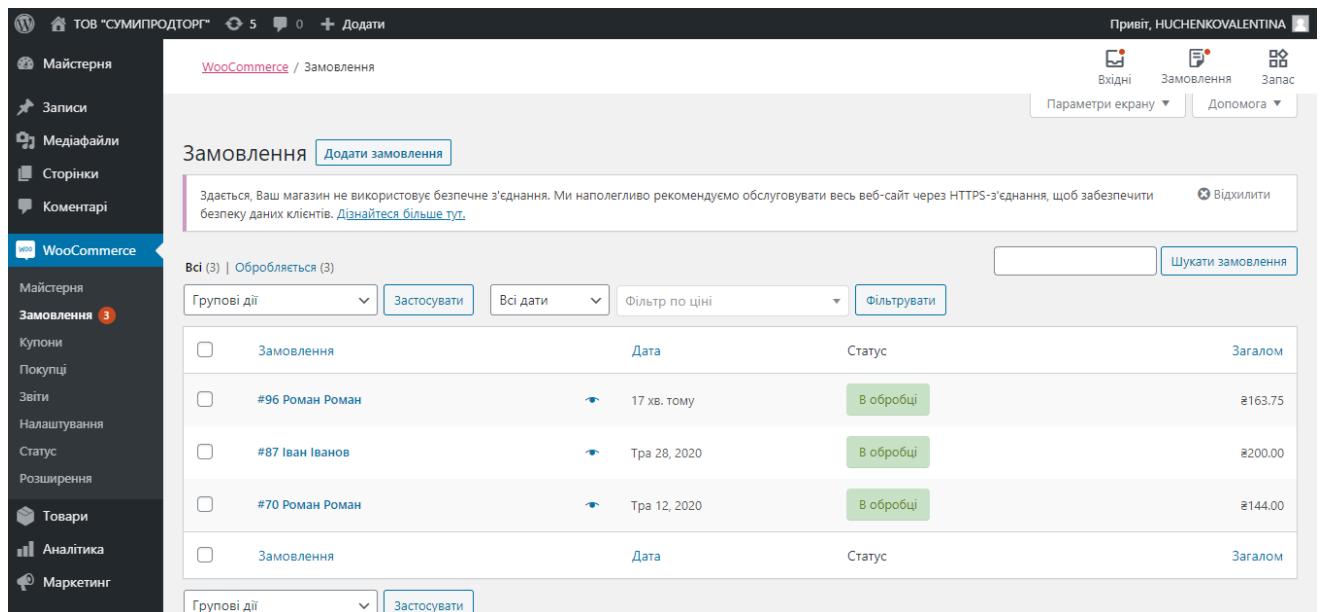 ТОВ "СУМИПРОДТОРГ" 5 0 + Додати Привіт, HUCHENKOVALENTINA
Майстерня
Записи
Медіафайли
Сторінки
Коментарі
WooCommerce
Майстерня
Замовлення 3
Купони
Покупці
Звіти
Налаштування
Статус
Розширення
Товари
Аналітика
Маркетинг
WooCommerce / Замовлення
Вхідні Замовлення Запас
Параметри екрану ▼ Допомога ▼
Замовлення Додати замовлення
Здається, Ваш магазин не використовує безпечне з'єднання. Ми наполегливо рекомендуємо обслуговувати весь веб-сайт через HTTPS-з'єднання, щоб забезпечити Відхилити
безпеку даних клієнтів. Дізнайтеся більше тут.
Шукати замовлення
Всі (3) | Обробляється (3)
Групові дії Застосувати Всі дати Фільтр по ціні Фільтрувати
Замовлення Дата Статус Загалом
#96 Роман Роман 17 хв. тому В обробці ₴163.75
#87 Іван Іванов Тра 28, 2020 В обробці ₴200.00
#70 Роман Роман Тра 12, 2020 В обробці ₴144.00
Замовлення Дата Статус Загалом
Групові дії Застосувати